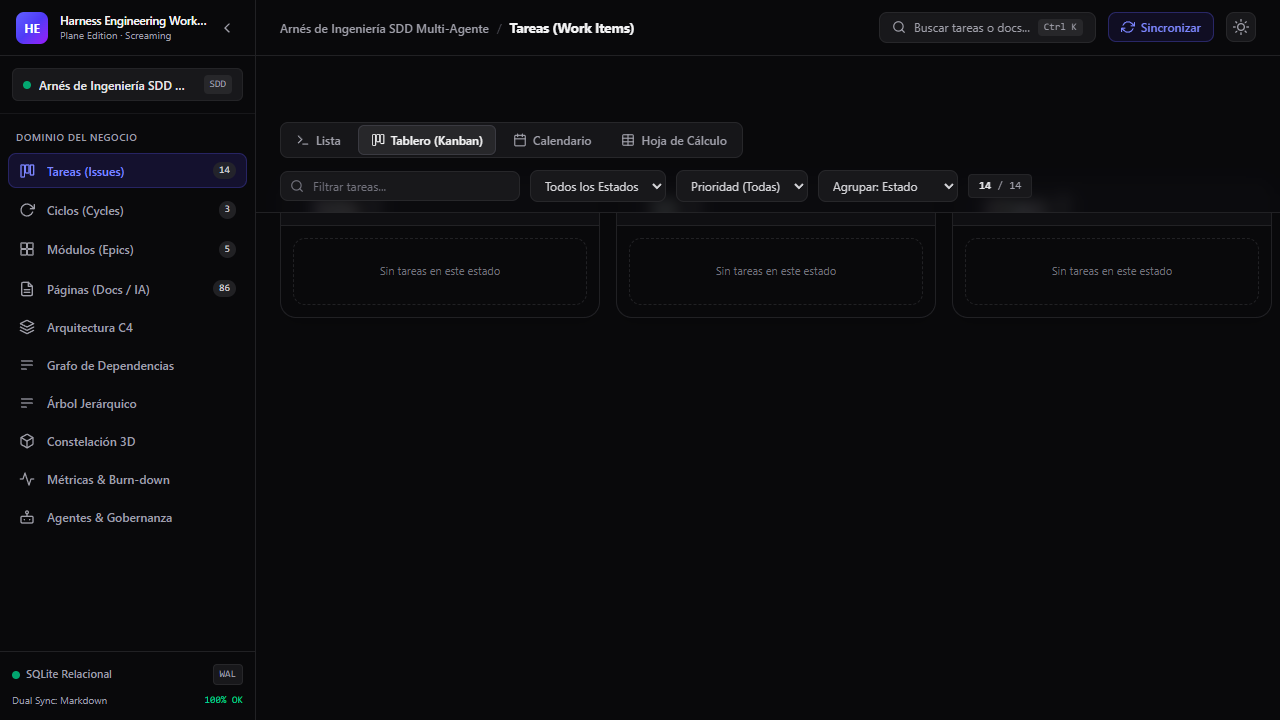 HE
Harness Engineering Work...
Plane Edition · Screaming
Arnés de Ingeniería SDD Multi-Agente / Tareas (Work Items)
Buscar tareas o docs... Ctrl K
Sincronizar
Arnés de Ingeniería SDD ... SDD
DOMINIO DEL NEGOCIO
Tareas (Issues) 14
Ciclos (Cycles) 3
Módulos (Epics) 5
Páginas (Docs / IA) 86
Arquitectura C4
Grafo de Dependencias
Árbol Jerárquico
Constelación 3D
Métricas & Burn-down
Agentes & Gobernanza
SQLite Relacional WAL
Dual Sync: Markdown 100% OK
Lista Tablero (Kanban) Calendario Hoja de Cálculo
Filtrar tareas... Todos los Estados Prioridad (Todas) Agrupar: Estado 14 / 14
Sin tareas en este estado Sin tareas en este estado Sin tareas en este estado